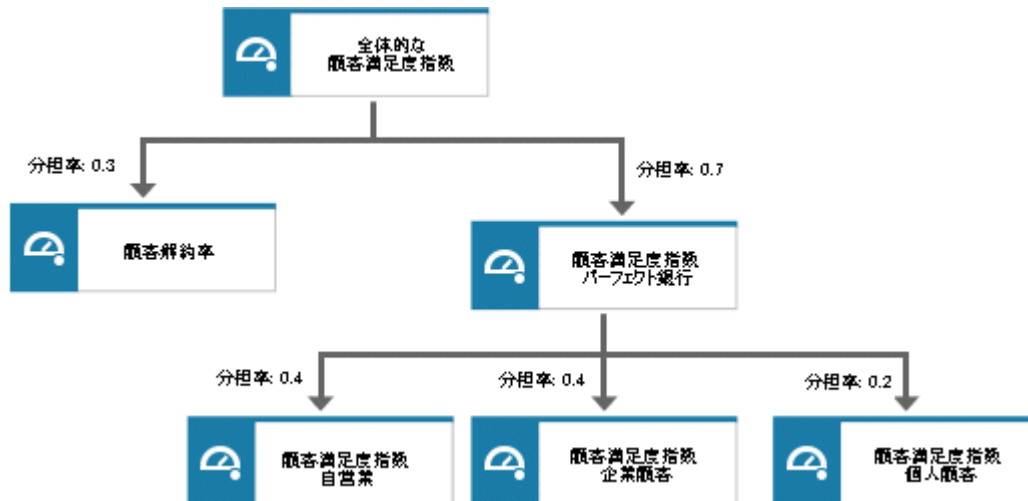 全体的な
顧客満足度指数
分担率: 0.3
分担率: 0.7
顧客解約率
顧客満足度指数
パーフェクト銀行
分担率: 0.4
分担率: 0.4
分担率: 0.2
顧客満足度指数
自営業
顧客満足度指数
企業顧客
顧客満足度指数
個人顧客